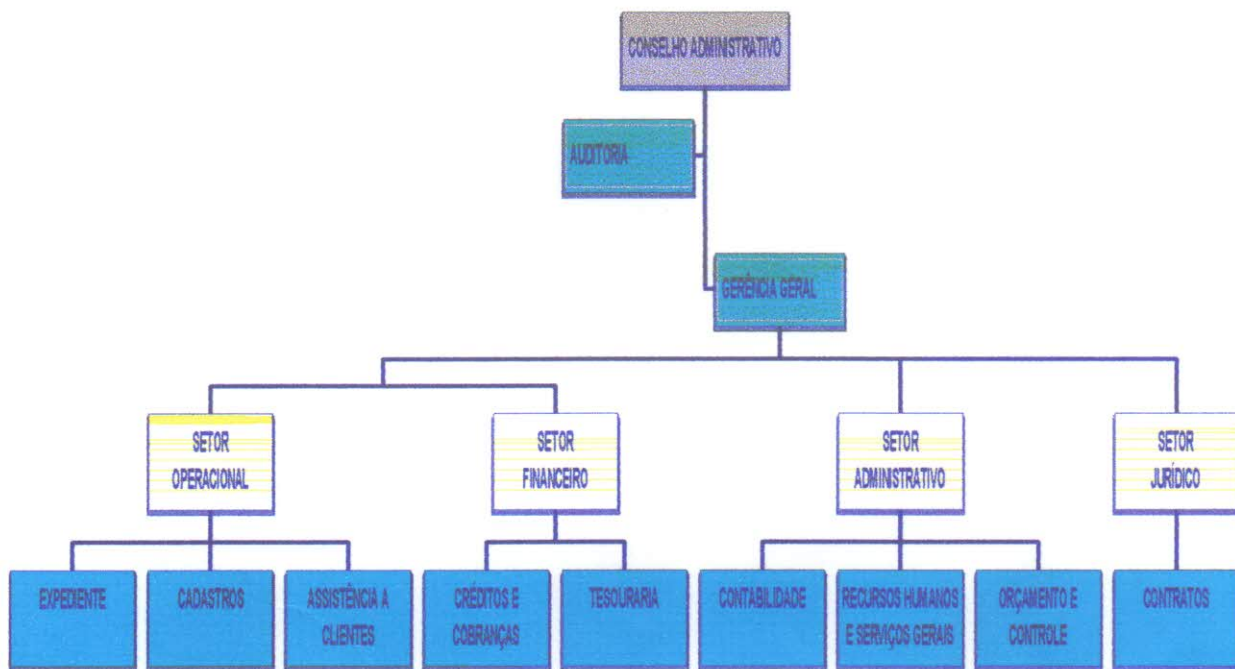 CONSELHO ADMINISTRATIVO
AUDITORIA
GERÊNCIA GERAL
SETOR
OPERACIONAL
SETOR
FINANCEIRO
SETOR
ADMINISTRATIVO
SETOR
JURÍDICO
EXPEDIENTE
CADASTROS
ASSISTÊNCIA A
CLIENTES
CRÉDITOS E
COBRANÇAS
TESOURARIA
CONTABILIDADE
RECURSOS HUMANOS
E SERVIÇOS GERAIS
ORÇAMENTO E
CONTROLE
CONTRATOS